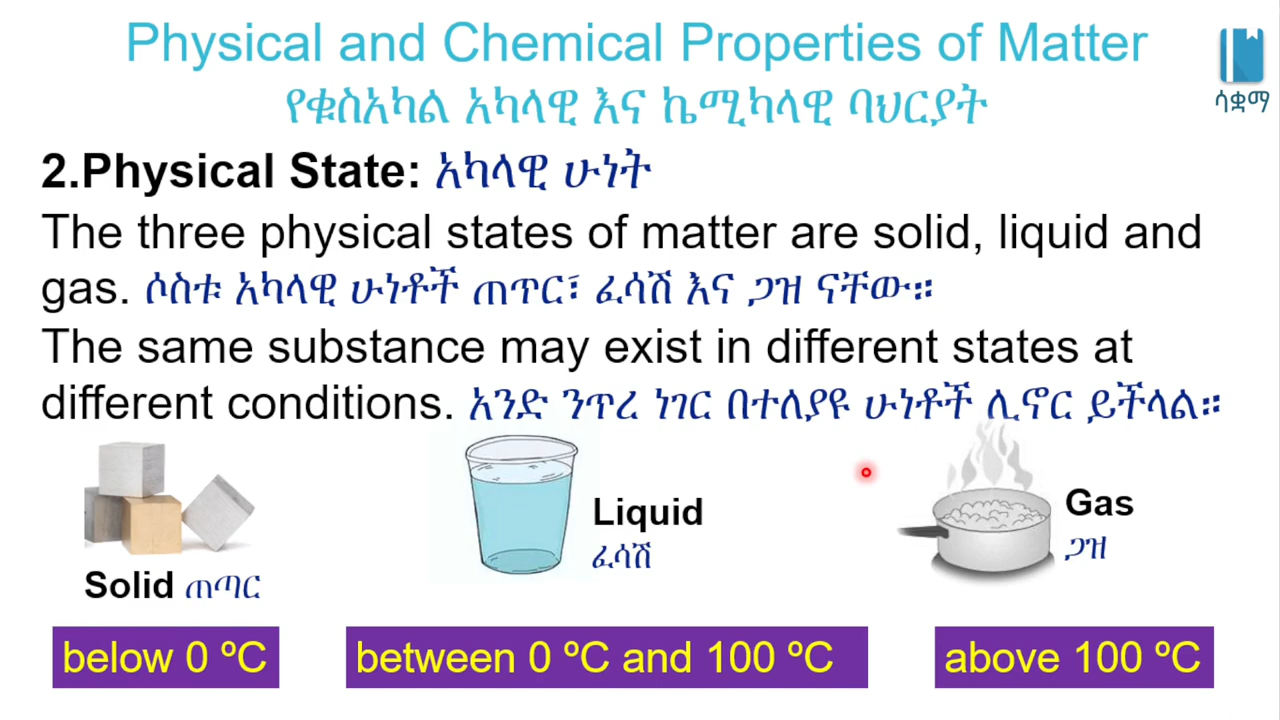 Physical and Chemical Properties of Matter
የቁስአካል አካላዊ እና ኬሚካላዊ ባህርያት
ሳቋማ
2.Physical State: አካላዊ ሁነት
The three physical states of matter are solid, liquid and
gas. ሶስቱ አካላዊ ሁነቶች ጠጥር፣ ፈሳሽ እና ጋዝ ናቸው።
The same substance may exist in different states at
different conditions. አንድ ንጥረ ነገር በተለያዩ ሁነቶች ሊኖር ይችላል።
Solid ጠጣር
Liquid
ፈሳሽ
Gas
ጋዝ
below 0 ºC
between 0 ºC and 100 ºC
above 100 ºC